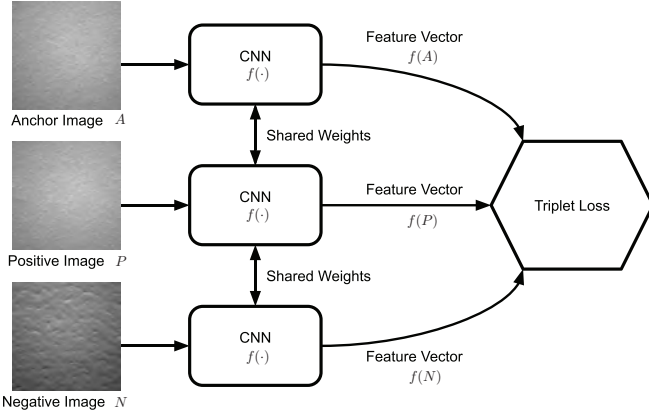 CNN
f(·)
Feature Vector
f(A)
Anchor Image A
Shared Weights
CNN
f(·)
Feature Vector
f(P)
Triplet Loss
Positive Image P
Shared Weights
CNN
f(·)
Feature Vector
f(N)
Negative Image N